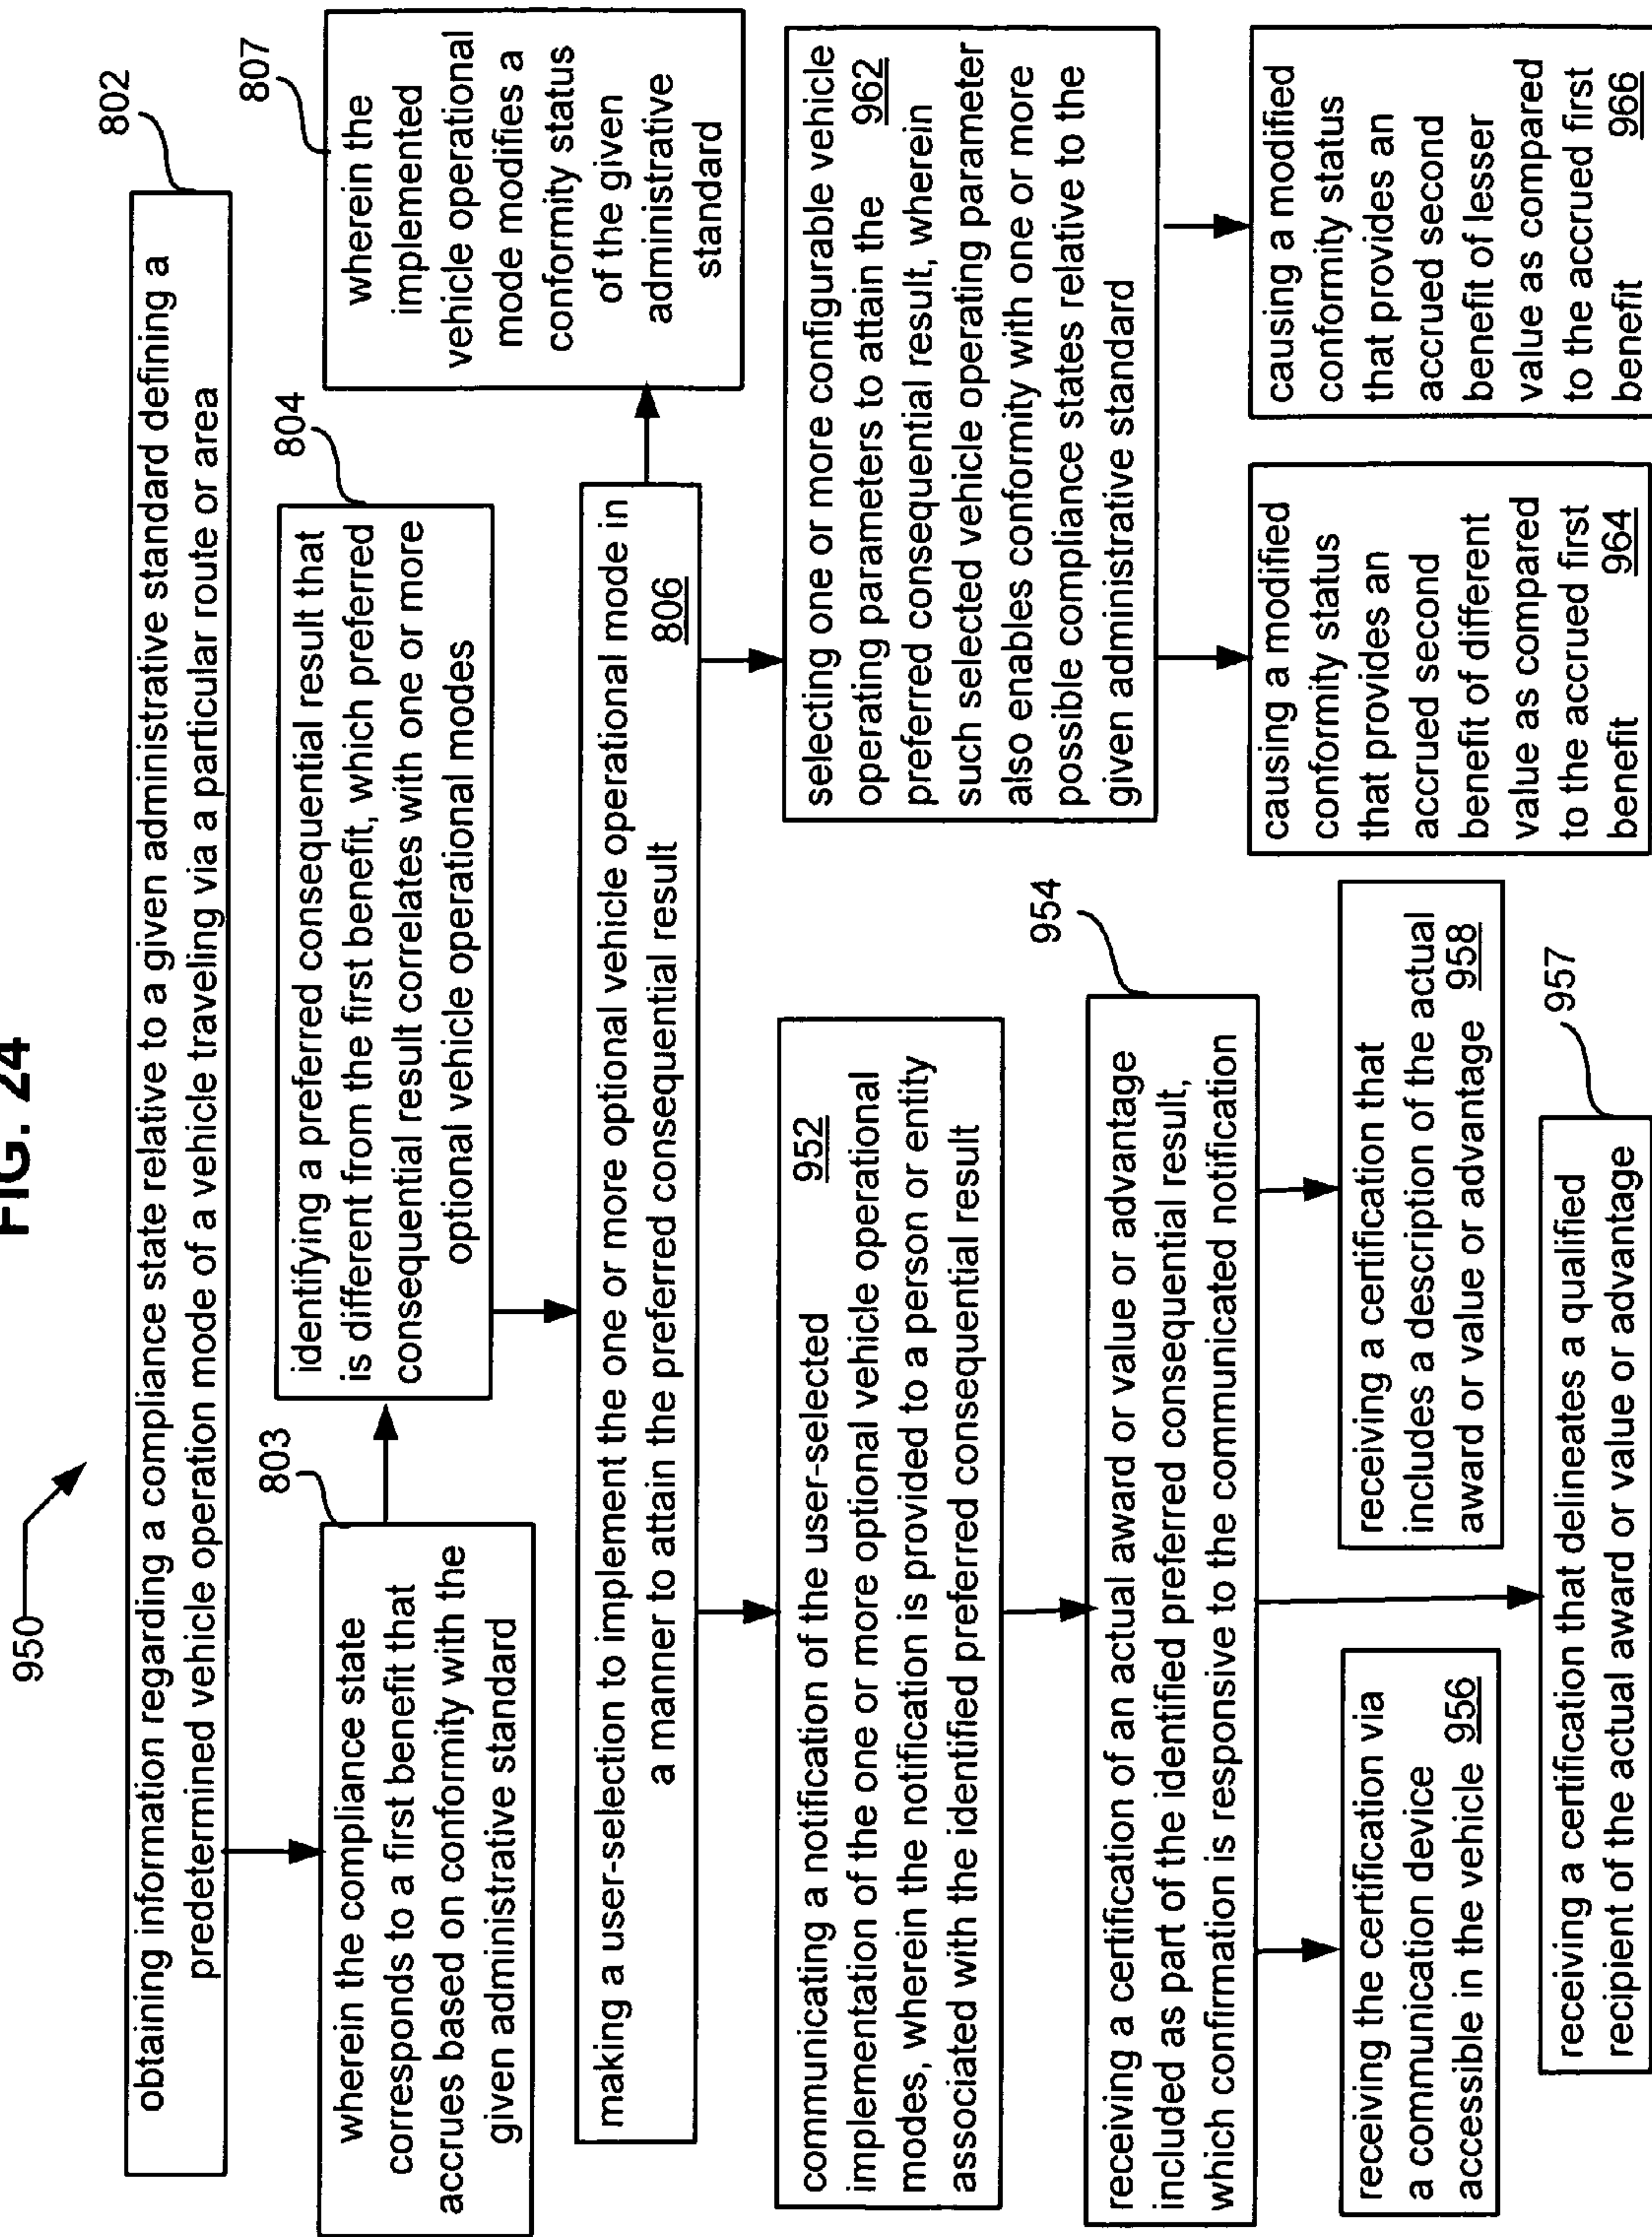 FIG. 24
950
802
obtaining information regarding a compliance state relative to a given administrative standard defining a
predetermined vehicle operation mode of a vehicle traveling via a particular route or area
803
wherein the compliance state
corresponds to a first benefit that
accrues based on conformity with the
given administrative standard
804
identifying a preferred consequential result that
is different from the first benefit, which preferred
consequential result correlates with one or more
optional vehicle operational modes
807
wherein the
implemented
vehicle operational
mode modifies a
conformity status
of the given
administrative
standard
making a user-selection to implement the one or more optional vehicle operational mode in
a manner to attain the preferred consequential result 806
communicating a notification of the user-selected 952
implementation of the one or more optional vehicle operational
modes, wherein the notification is provided to a person or entity
associated with the identified preferred consequential result
selecting one or more configurable vehicle
operating parameters to attain the 962
preferred consequential result, wherein
such selected vehicle operating parameter
also enables conformity with one or more
possible compliance states relative to the
given administrative standard
954
receiving a certification of an actual award or value or advantage
included as part of the identified preferred consequential result,
which confirmation is responsive to the communicated notification
causing a modified
conformity status
that provides an
accrued second
benefit of different
value as compared
to the accrued first
benefit 964
causing a modified
conformity status
that provides an
accrued second
benefit of lesser
value as compared
to the accrued first
benefit 966
receiving the certification via
a communication device
accessible in the vehicle 956
receiving a certification that
includes a description of the actual
award or value or advantage 958
957
receiving a certification that delineates a qualified
recipient of the actual award or value or advantage